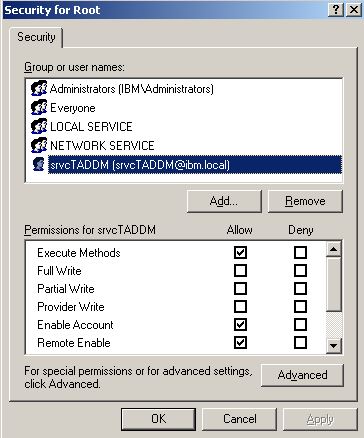 Security for Root
Security
Group or user names:
Administrators (IBM\Administrators)
Everyone
LOCAL SERVICE
NETWORK SERVICE
srvcTADDM (srvcTADDM@ibm.local)
Add...
Remove
Permissions for srvcTADDM
Allow
Deny
Execute Methods
Full Write
Partial Write
Provider Write
Enable Account
Remote Enable
For special permissions or for advanced settings,
click Advanced.
Advanced
OK
Cancel
Apply